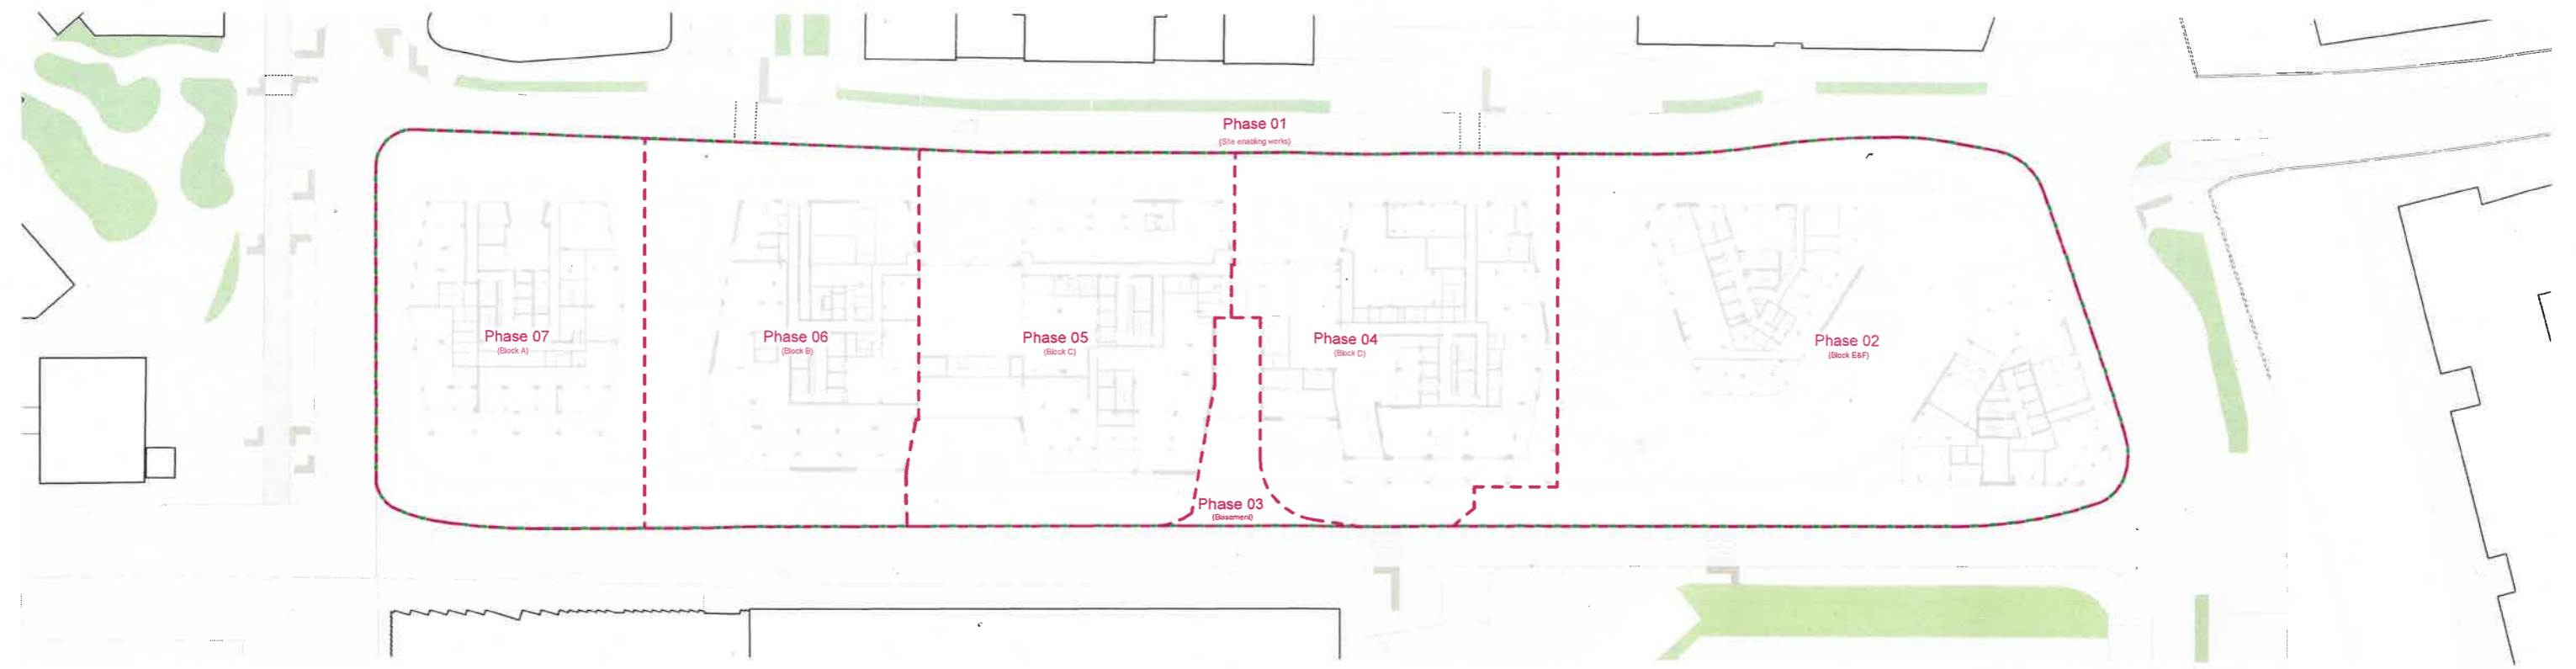 Phase 01
(Site enabling works)
Phase 07
(Block A)
Phase 06
(Block B)
Phase 05
(Block C)
Phase 04
(Block D)
Phase 02
(Block E&F)
Phase 03
(Basement)